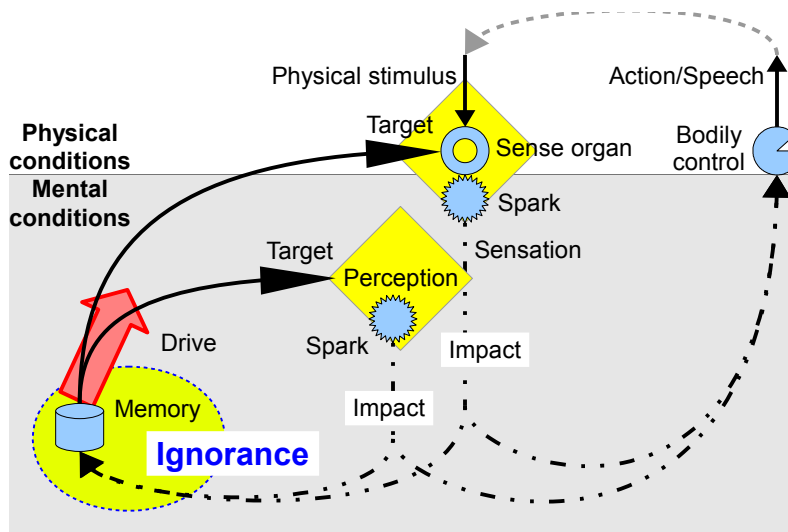 Physical stimulus
Action/Speech
Target
Physical
conditions
Sense organ
Bodily
control
Mental
conditions
Spark
Target
Sensation
Perception
Drive
Spark
Impact
Memory
Impact
Ignorance